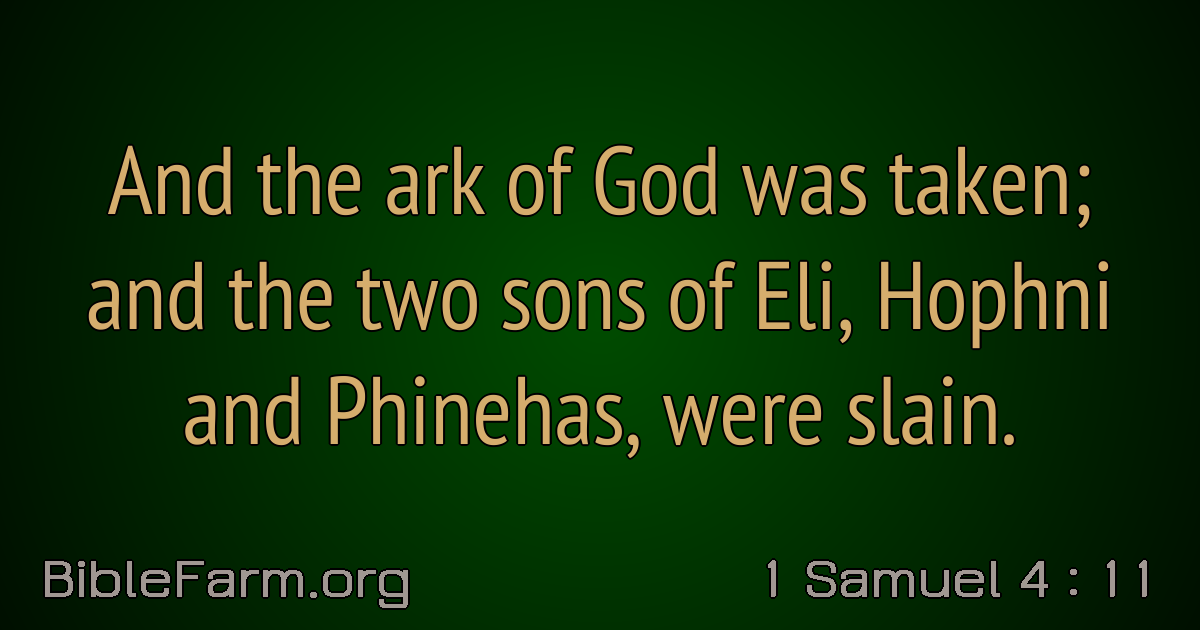 And the ark of God was taken;
and the two sons of Eli, Hophni
and Phinehas, were slain.
BibleFarm.org
1 Samuel 4 : 11